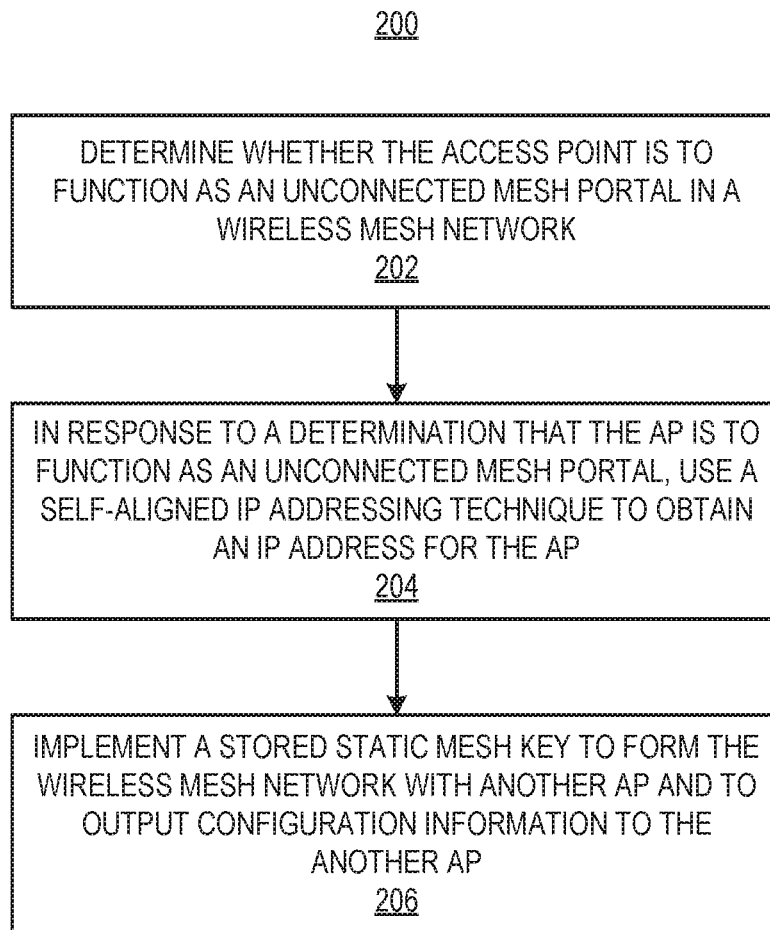 200
DETERMINE WHETHER THE ACCESS POINT IS TO
FUNCTION AS AN UNCONNECTED MESH PORTAL IN A
WIRELESS MESH NETWORK
202
IN RESPONSE TO A DETERMINATION THAT THE AP IS TO
FUNCTION AS AN UNCONNECTED MESH PORTAL, USE A
SELF-ALIGNED IP ADDRESSING TECHNIQUE TO OBTAIN
AN IP ADDRESS FOR THE AP
204
IMPLEMENT A STORED STATIC MESH KEY TO FORM THE
WIRELESS MESH NETWORK WITH ANOTHER AP AND TO
OUTPUT CONFIGURATION INFORMATION TO THE
ANOTHER AP
206